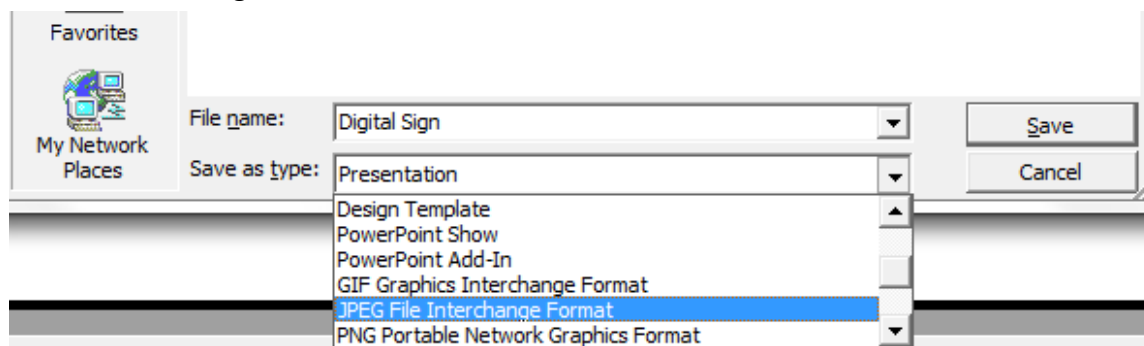 Favorites
My Network
Places
File name:
Digital Sign
Save
Save as type:
Presentation
Cancel
Design Template
PowerPoint Show
PowerPoint Add-In
GIF Graphics Interchange Format
JPEG File Interchange Format
PNG Portable Network Graphics Format